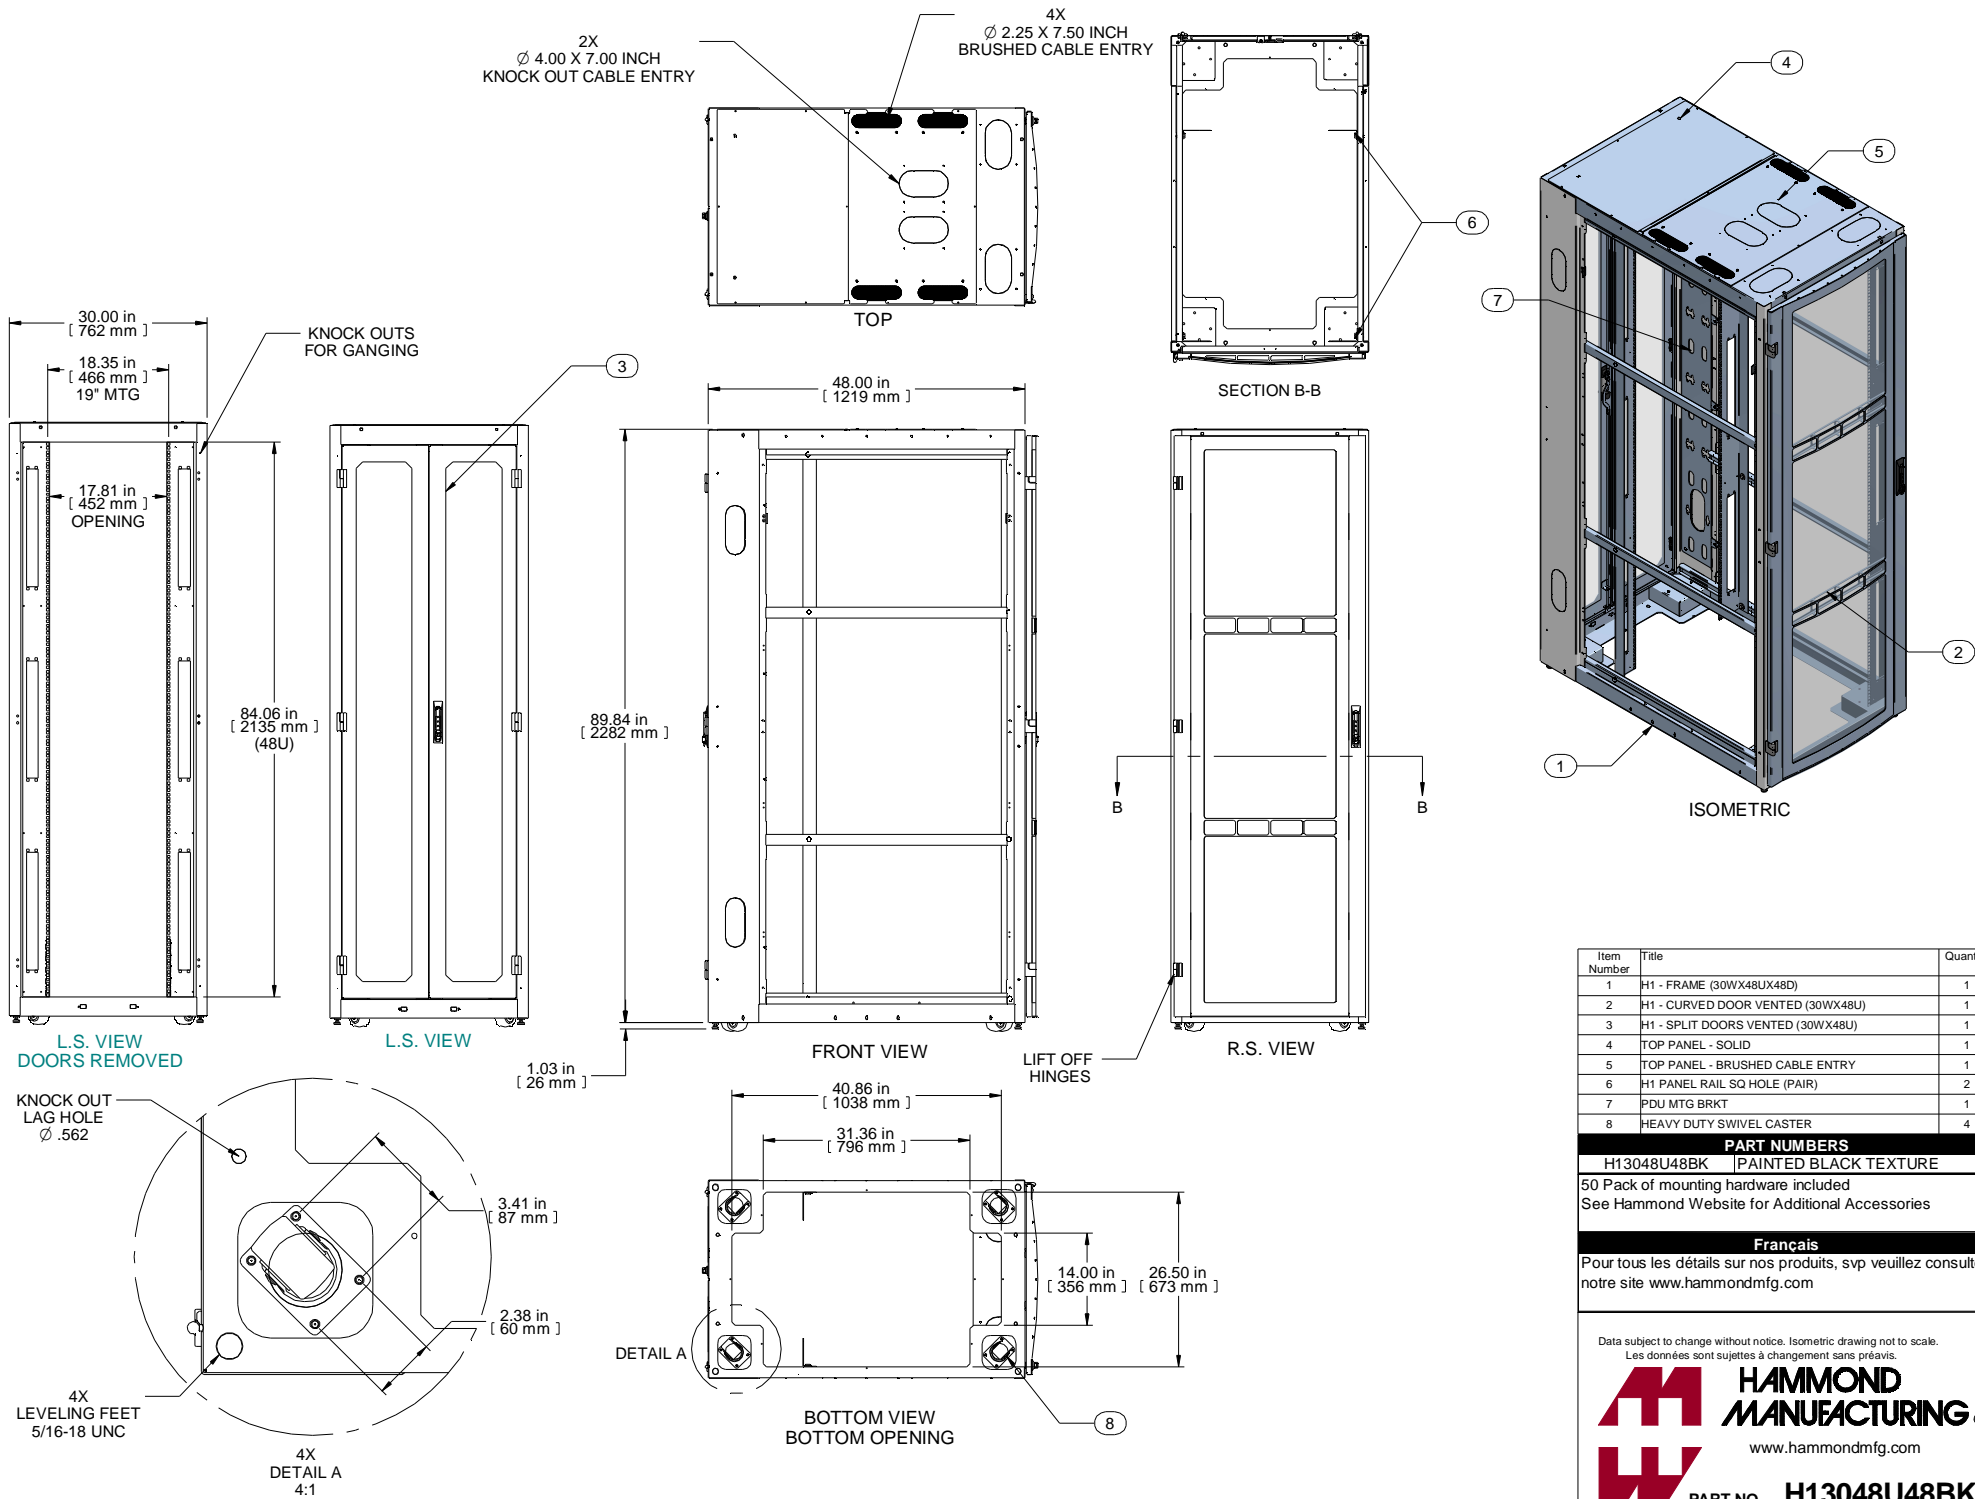 2X
Ø 4.00 X 7.00 INCH
KNOCK OUT CABLE ENTRY
4X
Ø 2.25 X 7.50 INCH
BRUSHED CABLE ENTRY
TOP
6
SECTION B-B
4
5
7
2
1
ISOMETRIC
30.00 in
[ 762 mm ]
18.35 in
[ 466 mm ]
19" MTG
KNOCK OUTS
FOR GANGING
17.81 in
[ 452 mm ]
OPENING
84.06 in
[ 2135 mm ]
(48U)
L.S. VIEW
DOORS REMOVED
3
L.S. VIEW
48.00 in
[ 1219 mm ]
89.84 in
[ 2282 mm ]
1.03 in
[ 26 mm ]
FRONT VIEW
B
B
LIFT OFF
HINGES
R.S. VIEW
KNOCK OUT
LAG HOLE
Ø .562
3.41 in
[ 87 mm ]
2.38 in
[ 60 mm ]
4X
LEVELING FEET
5/16-18 UNC
4X
DETAIL A
4:1
40.86 in
[ 1038 mm ]
31.36 in
[ 796 mm ]
14.00 in
[ 356 mm ]
26.50 in
[ 673 mm ]
DETAIL A
8
BOTTOM VIEW
BOTTOM OPENING
Item Number Title Quant
1 H1 - FRAME (30WX48UX48D) 1
2 H1 - CURVED DOOR VENTED (30WX48U) 1
3 H1 - SPLIT DOORS VENTED (30WX48U) 1
4 TOP PANEL - SOLID 1
5 TOP PANEL - BRUSHED CABLE ENTRY 1
6 H1 PANEL RAIL SQ HOLE (PAIR) 2
7 PDU MTG BRKT 1
8 HEAVY DUTY SWIVEL CASTER 4
PART NUMBERS
H13048U48BK PAINTED BLACK TEXTURE
50 Pack of mounting hardware included
See Hammond Website for Additional Accessories
Français
Pour tous les détails sur nos produits, svp veuillez consult
notre site www.hammondmfg.com
Data subject to change without notice. Isometric drawing not to scale.
Les données sont sujettes à changement sans préavis.
HAMMOND
MANUFACTURING
www.hammondmfg.com
PART NO. H13048U48BK